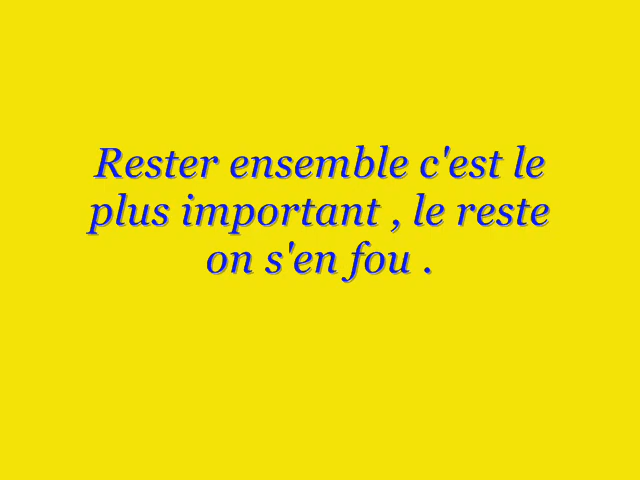 Rester ensemble c'est le
plus important , le reste
on s'en fou .